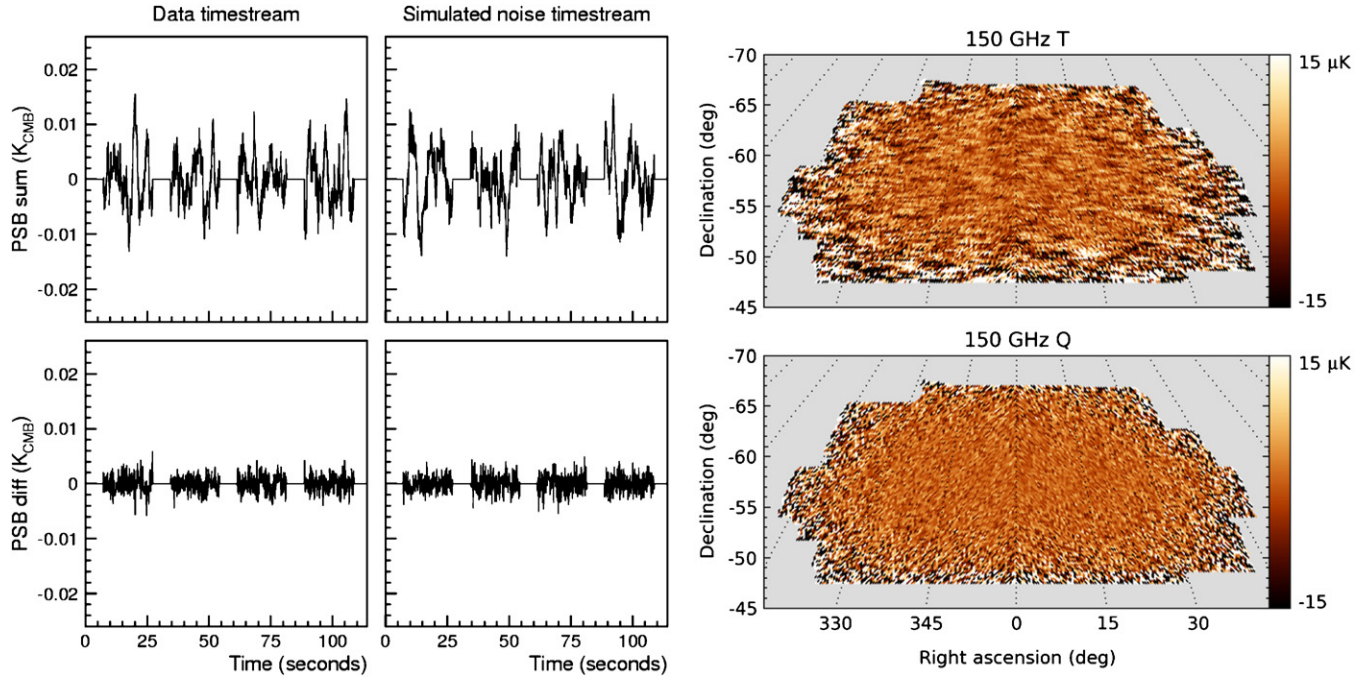 Data timestream
Simulated noise timestream
PSB sum (K_CMB)
0.02
0.01
0
-0.01
-0.02
PSB diff (K_CMB)
0.02
0.01
0
-0.01
-0.02
0 25 50 75 100
Time (seconds)
0 25 50 75 100
Time (seconds)
150 GHz T
Declination (deg)
-70
-65
-60
-55
-50
-45
15 μK
-15
150 GHz Q
Declination (deg)
-70
-65
-60
-55
-50
-45
15 μK
-15
330 345 0 15 30
Right ascension (deg)